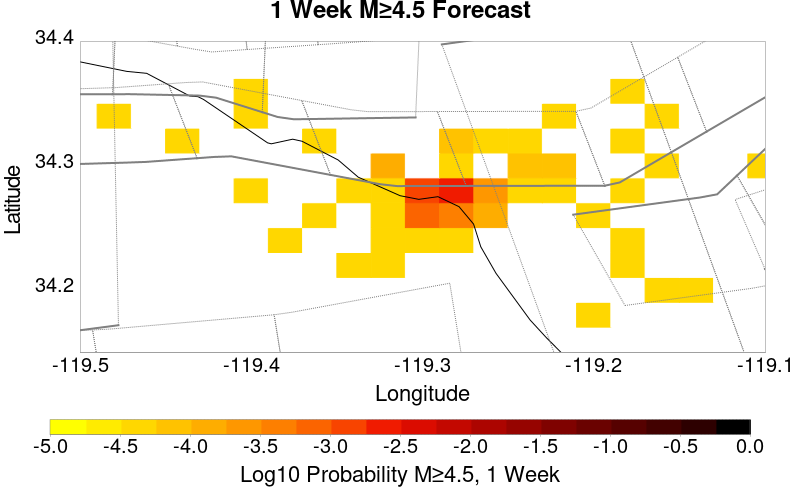 1 Week M≥4.5 Forecast
34.4
34.3
34.2
Latitude
-119.5 -119.4 -119.3 -119.2 -119.1
Longitude
-5.0 -4.5 -4.0 -3.5 -3.0 -2.5 -2.0 -1.5 -1.0 -0.5 0.0
Log10 Probability M≥4.5, 1 Week